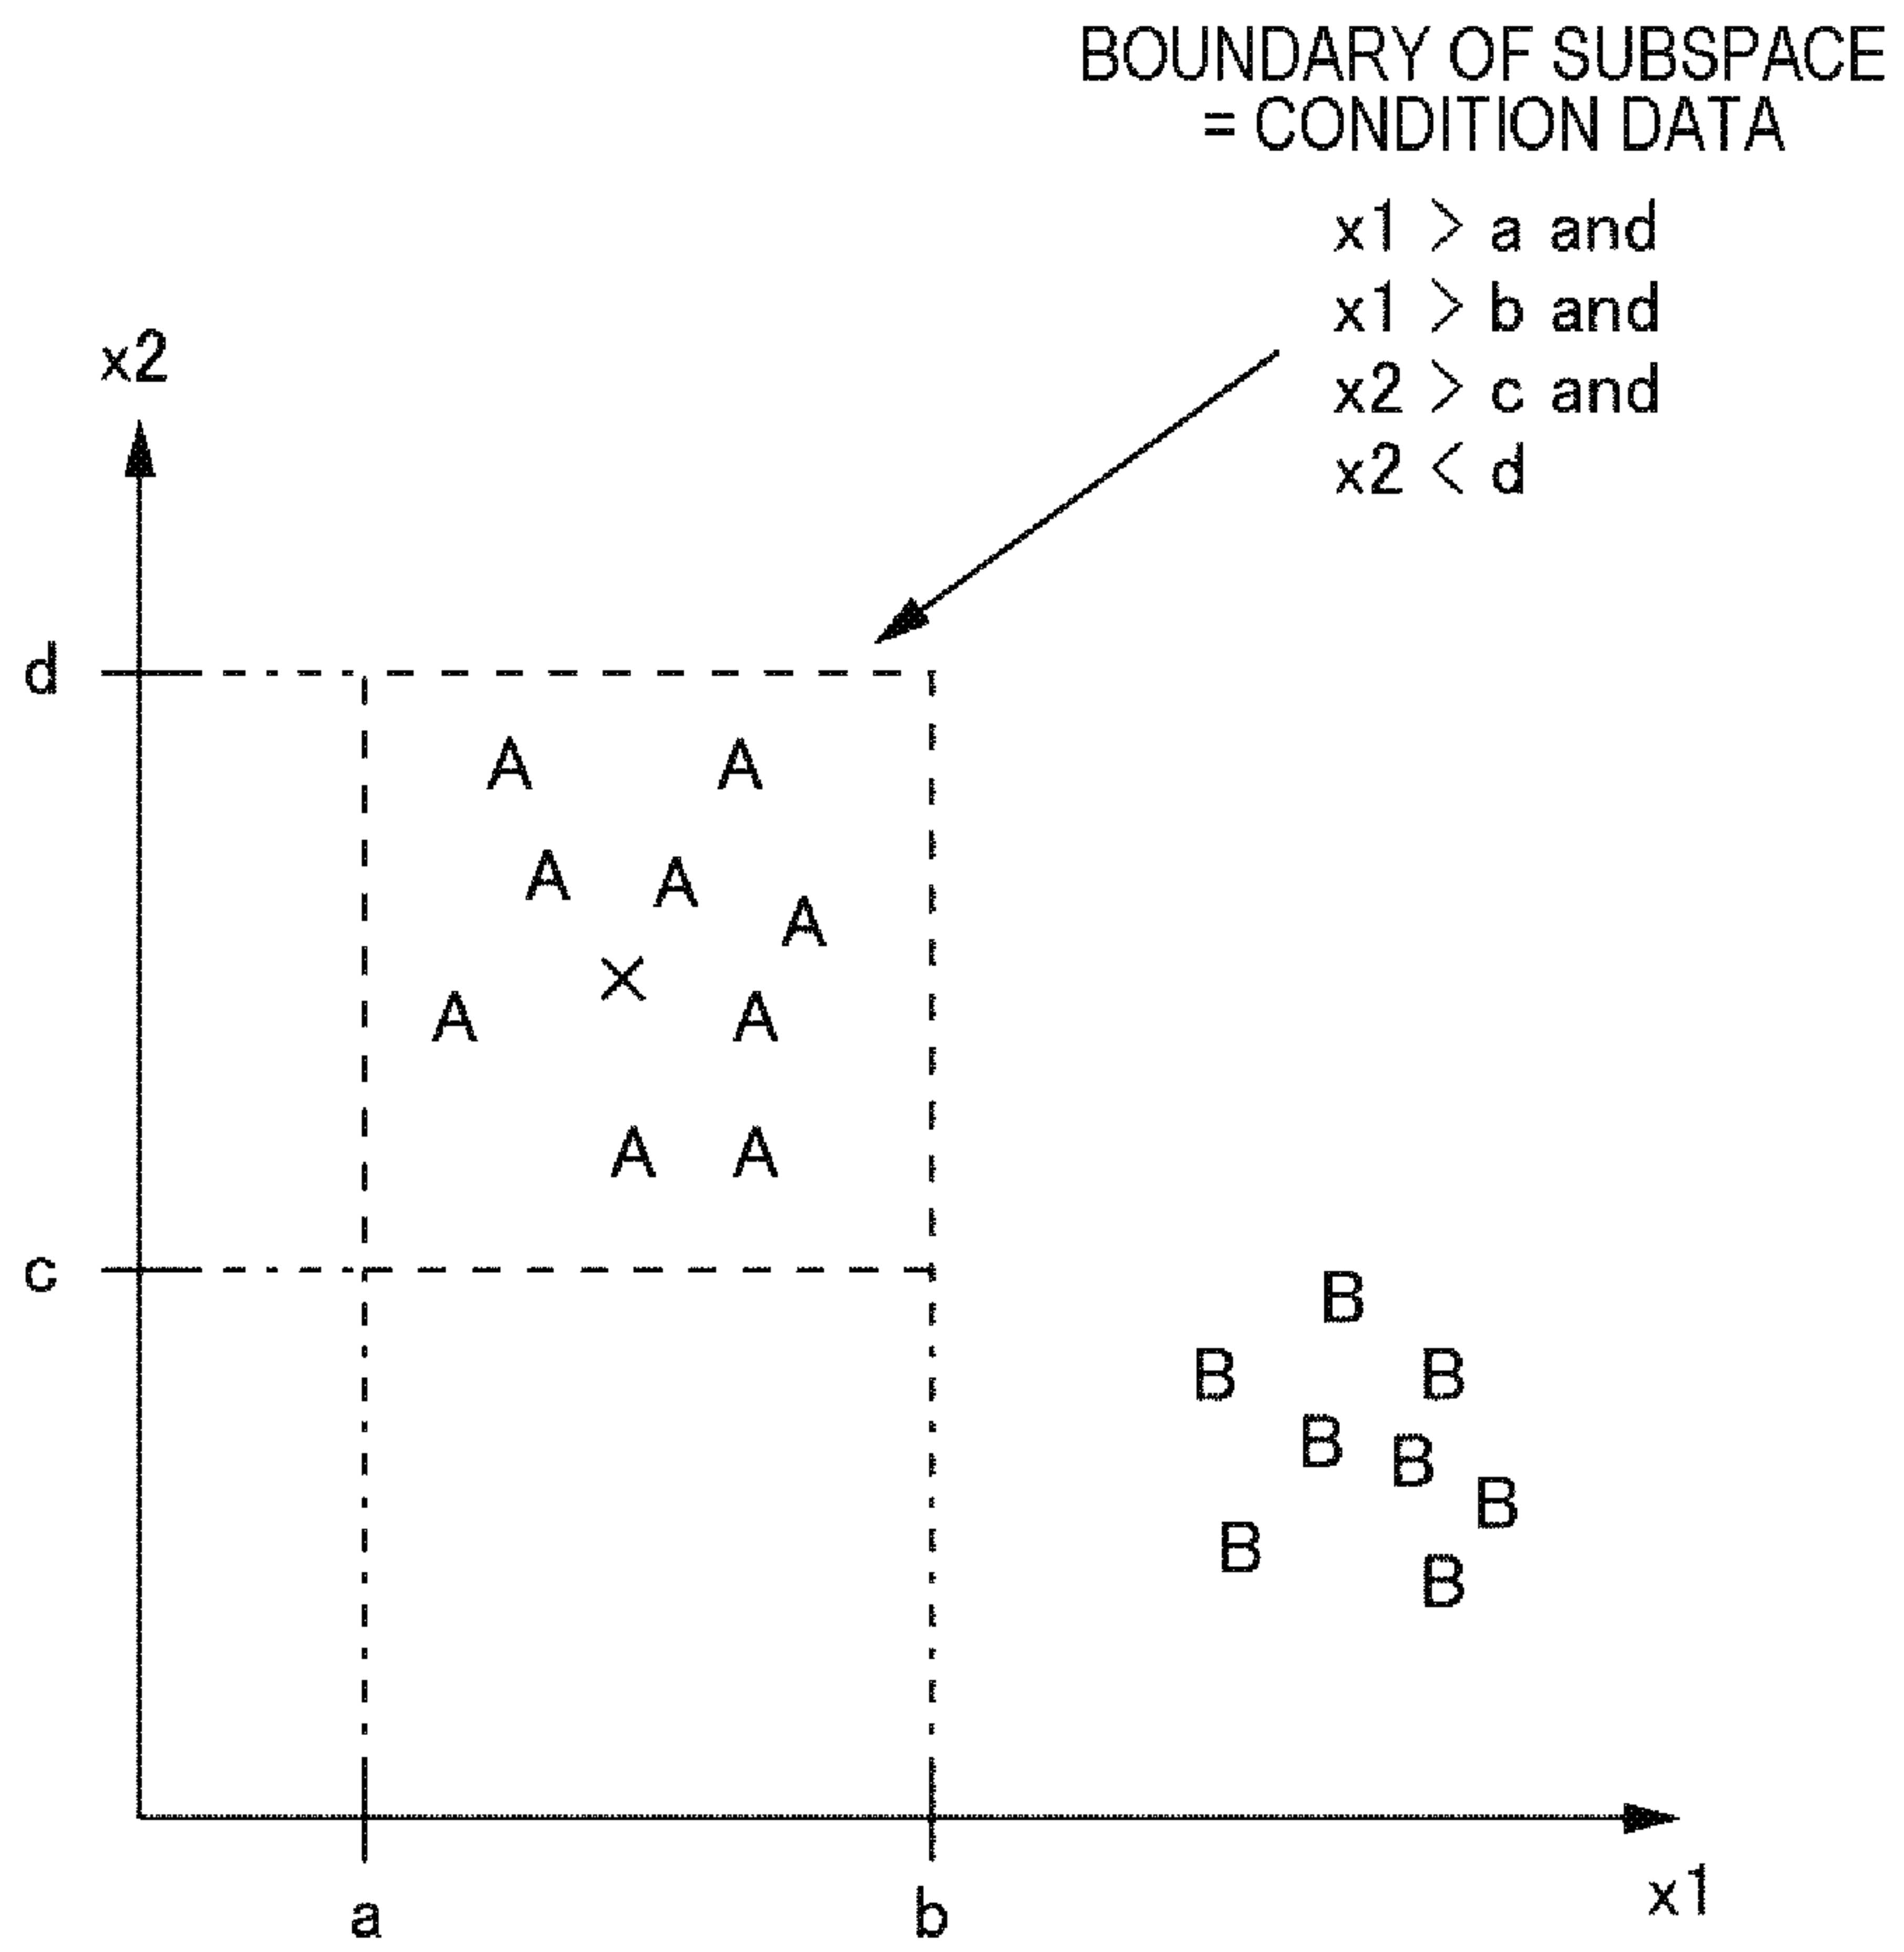 BOUNDARY OF SUBSPACE
= CONDITION DATA
x1 > a and
x1 > b and
x2 > c and
x2 < d
x2
d
A A
A A
A
×
A A
A A
c
B
B B
B
B
B
B
B
a b
x1